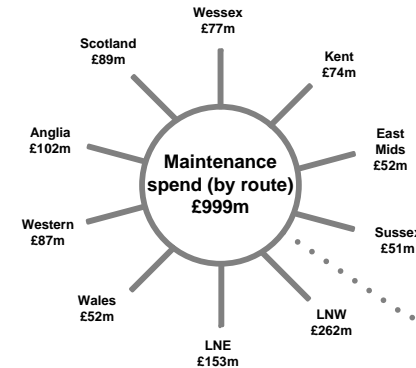 Wessex
£77m
Scotland
£89m
Kent
£74m
Anglia
£102m
East
Mids
£52m
Maintenance
spend (by route)
£999m
Western
£87m
Sussex
£51m
Wales
£52m
LNW
£262m
LNE
£153m